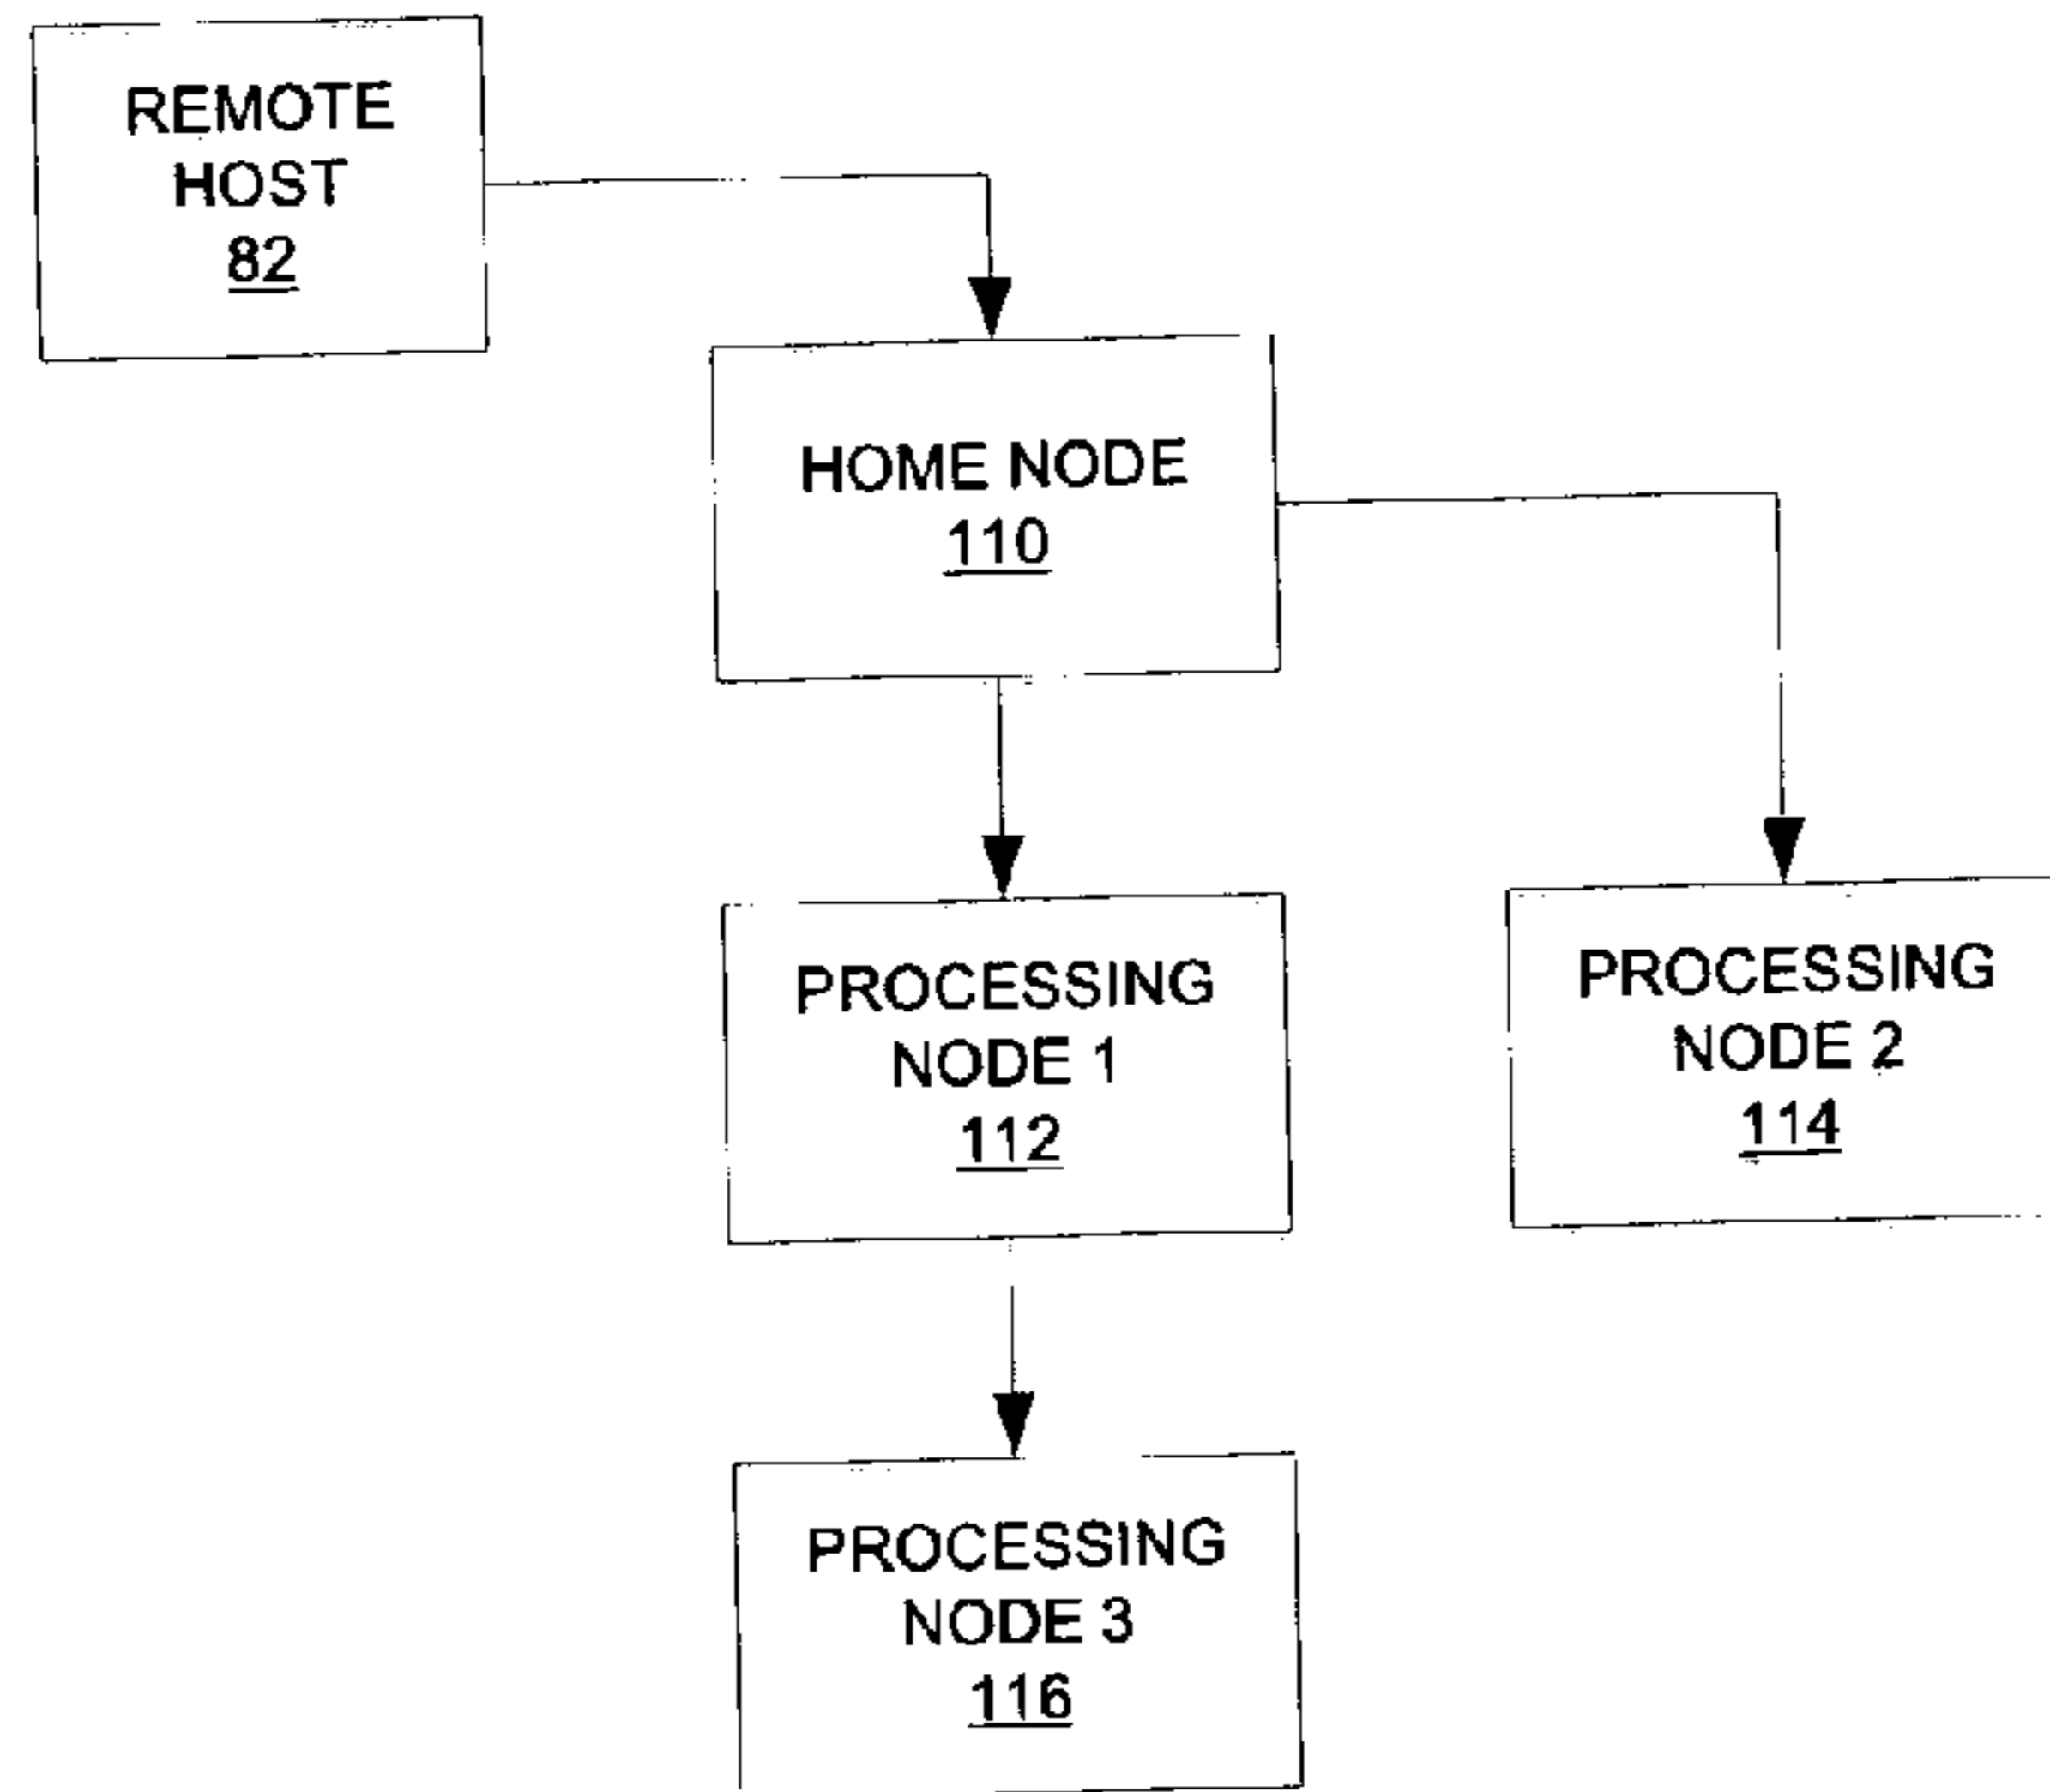 REMOTE
HOST
82
HOME NODE
110
PROCESSING
NODE 1
112
PROCESSING
NODE 2
114
PROCESSING
NODE 3
116